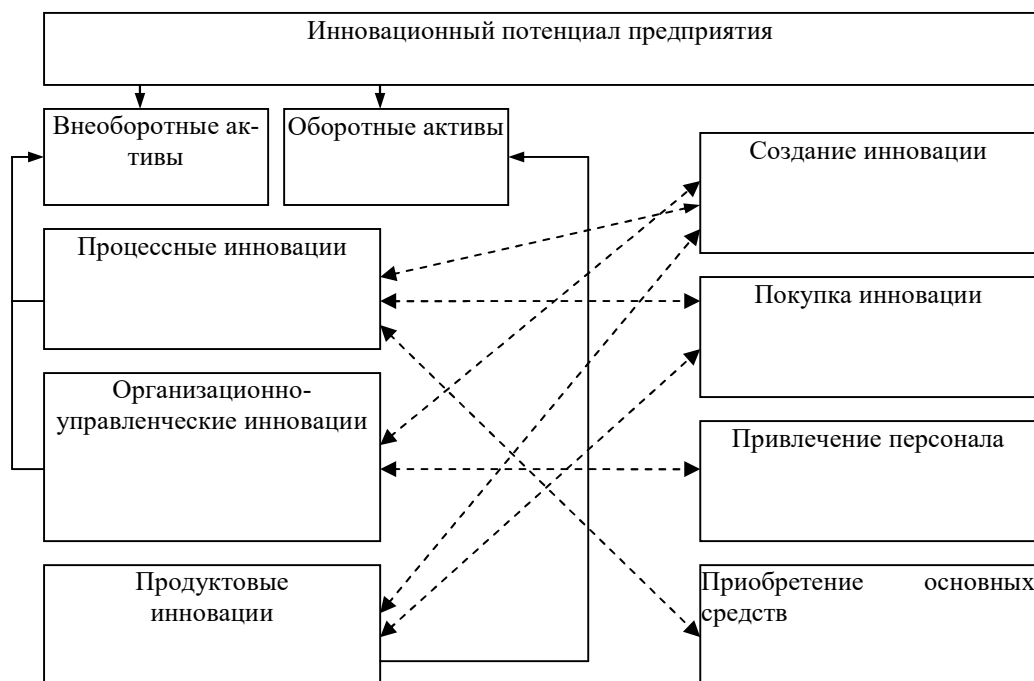 Инновационный потенциал предприятия
Внеоборотные ак-
тивы
Оборотные активы
Создание инновации
Процессные инновации
Покупка инновации
Организационно-
управленческие инновации
Привлечение персонала
Продуктовые
инновации
Приобретение основных
средств